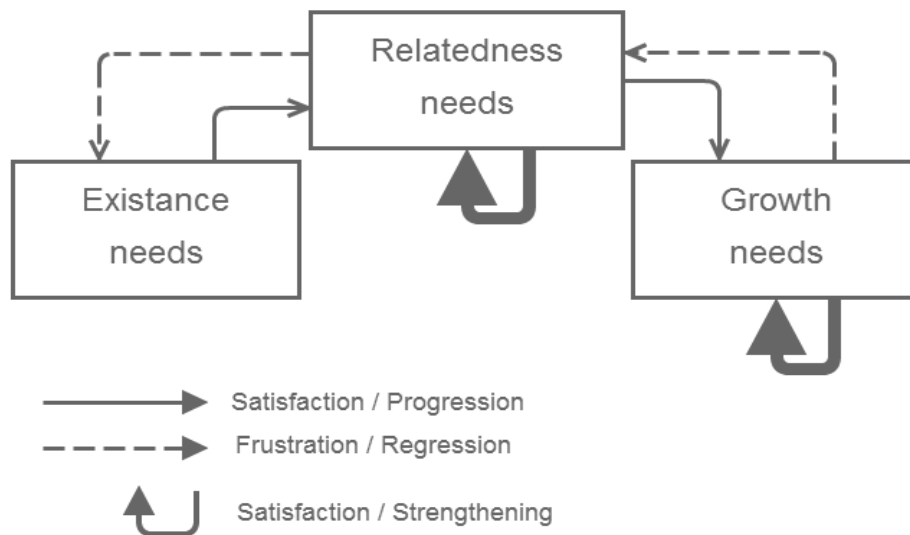 Relatedness
needs
Existance
needs
Growth
needs
Satisfaction / Progression
Frustration / Regression
Satisfaction / Strengthening